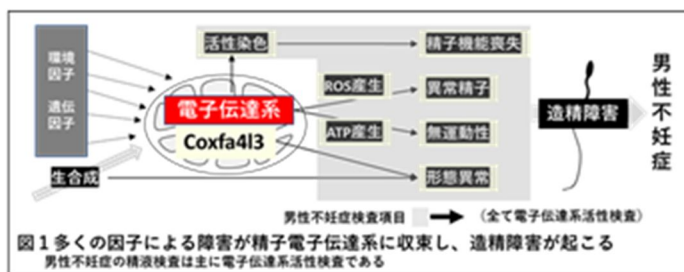 活性染色
精子機能喪失
環境
因子
遺伝
因子
ROS産生
異常精子
電子伝達系
Coxfa4l3
ATP産生
無運動性
生合成
形態異常
造精障害
男性不妊症
男性不妊症検査項目
(全て電子伝達系活性検査)
図1多くの因子による障害が精子電子伝達系に収束し、造精障害が起こる
男性不妊症の精液検査は主に電子伝達系活性検査である